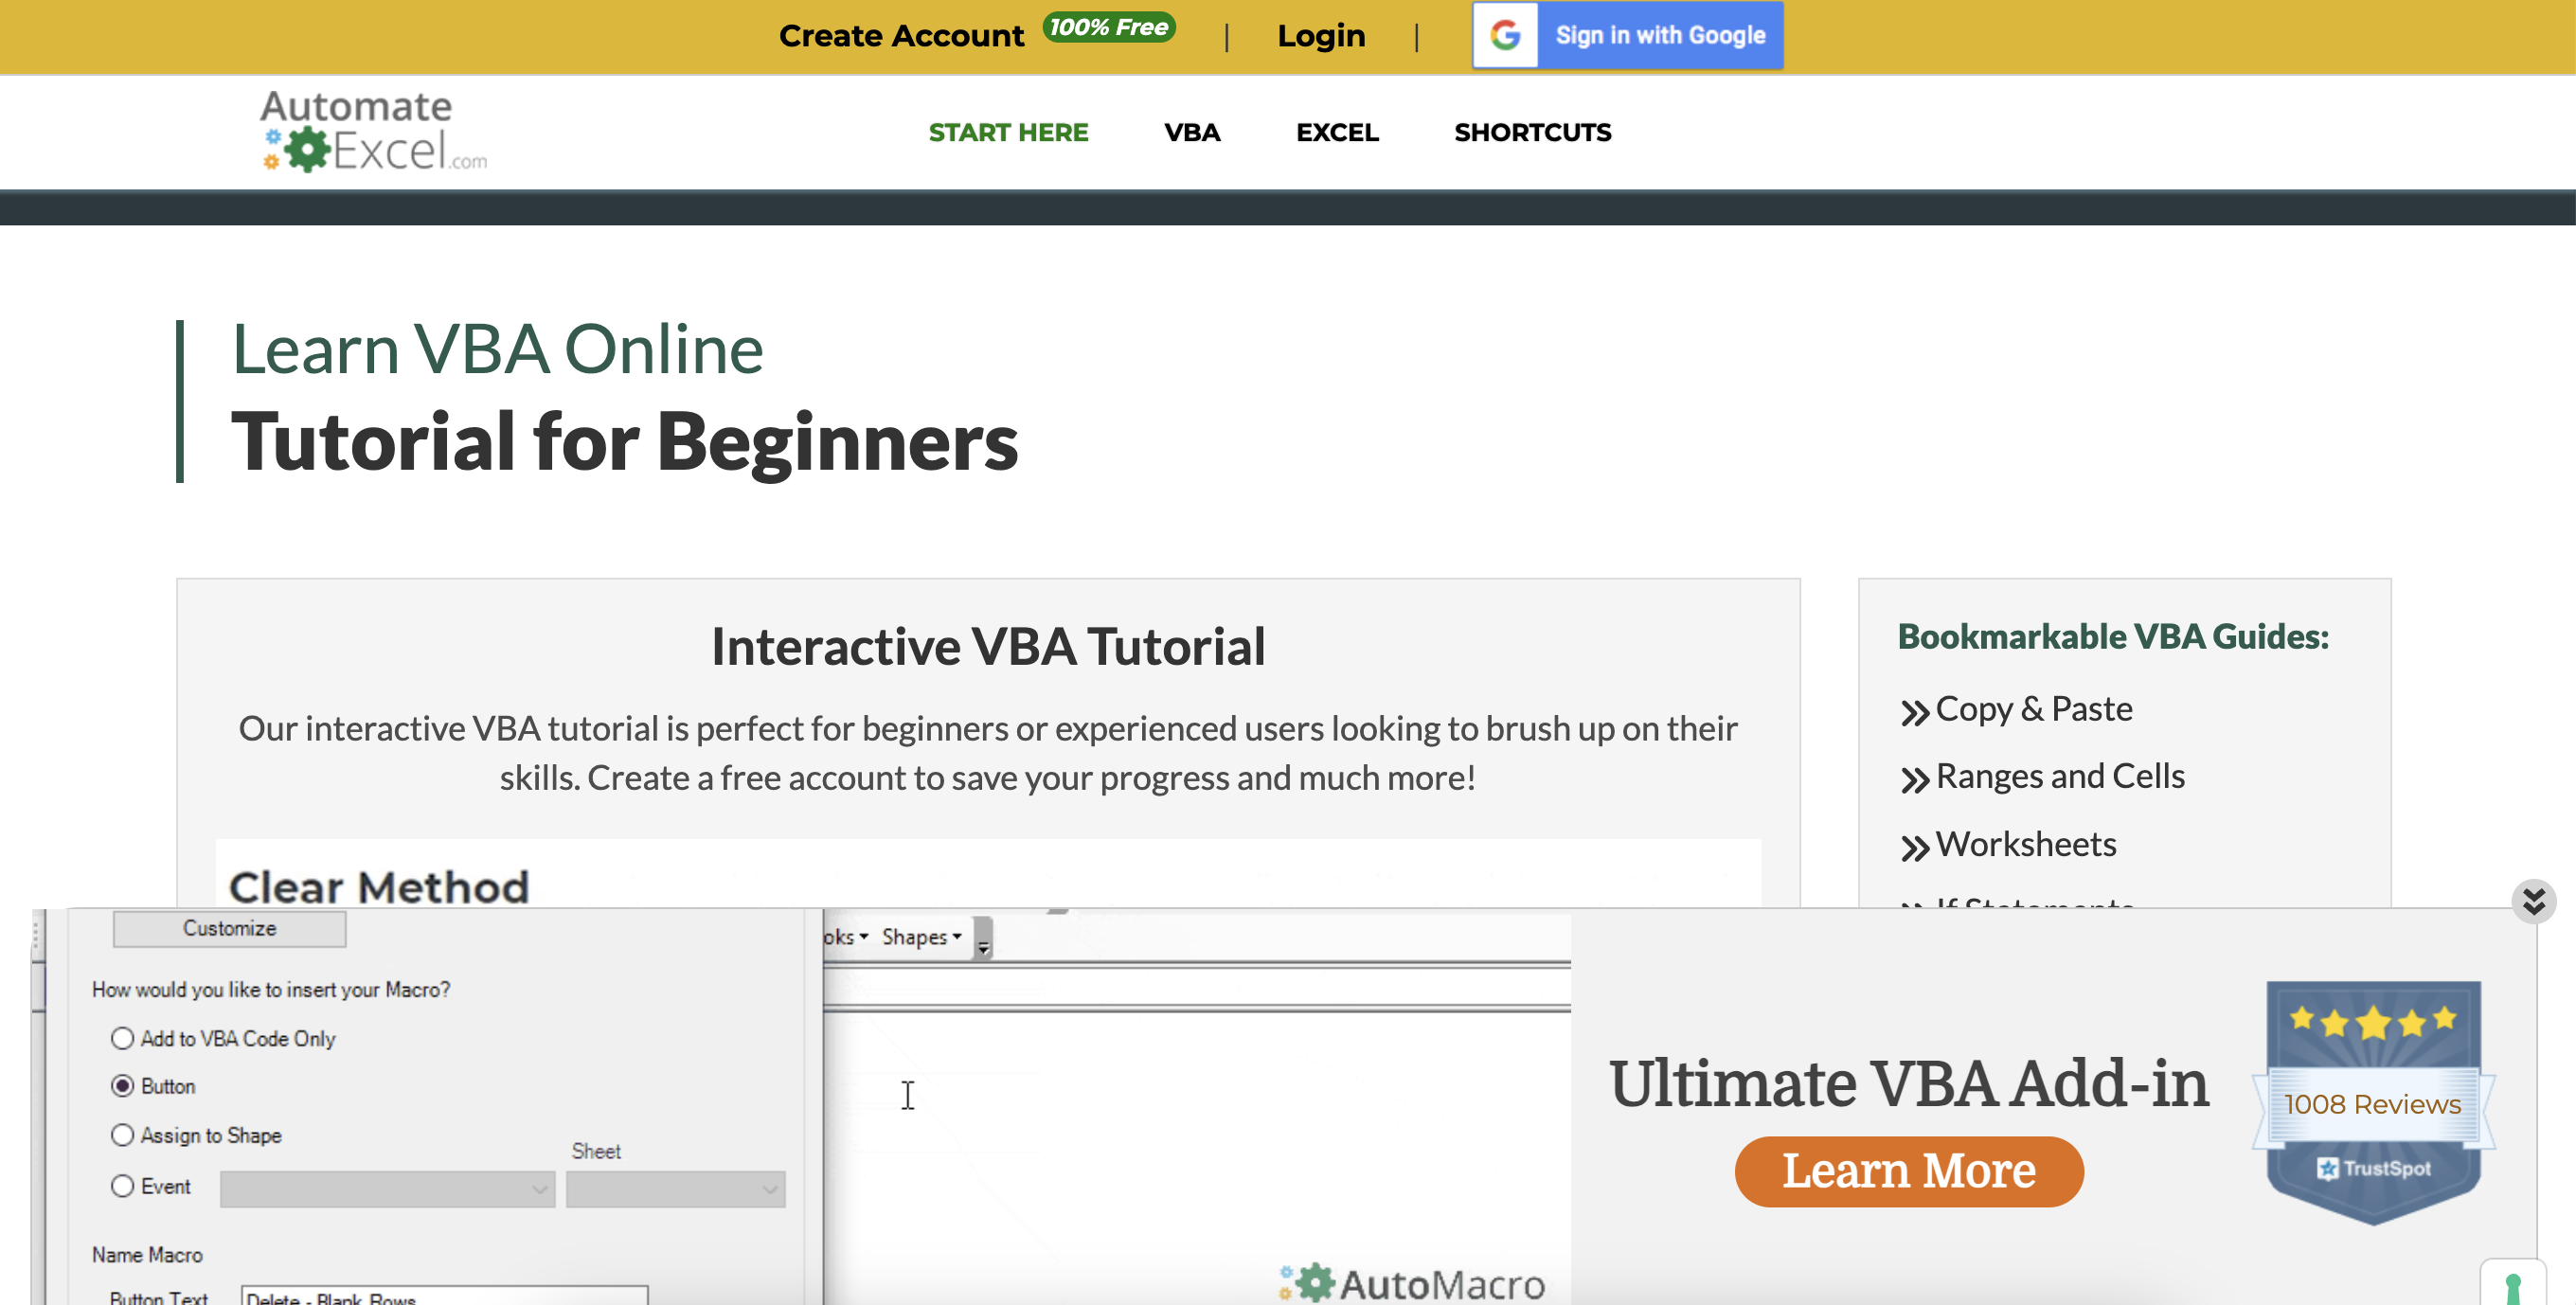 Create Account 100% Free | Login | Sign in with Google
Automate
Excel.com
START HERE VBA EXCEL SHORTCUTS
Learn VBA Online
Tutorial for Beginners
Interactive VBA Tutorial
Our interactive VBA tutorial is perfect for beginners or experienced users looking to brush up on their
skills. Create a free account to save your progress and much more!
Clear Method
Bookmarkable VBA Guides:
Copy & Paste
Ranges and Cells
Worksheets
If Statements
Customize
How would you like to insert your Macro?
Add to VBA Code Only
Button
Assign to Shape
Sheet
Event
Name Macro
Button Text Delete - Blank Rows
oks Shapes
AutoMacro
Ultimate VBA Add-in
Learn More
1008 Reviews
TrustSpot